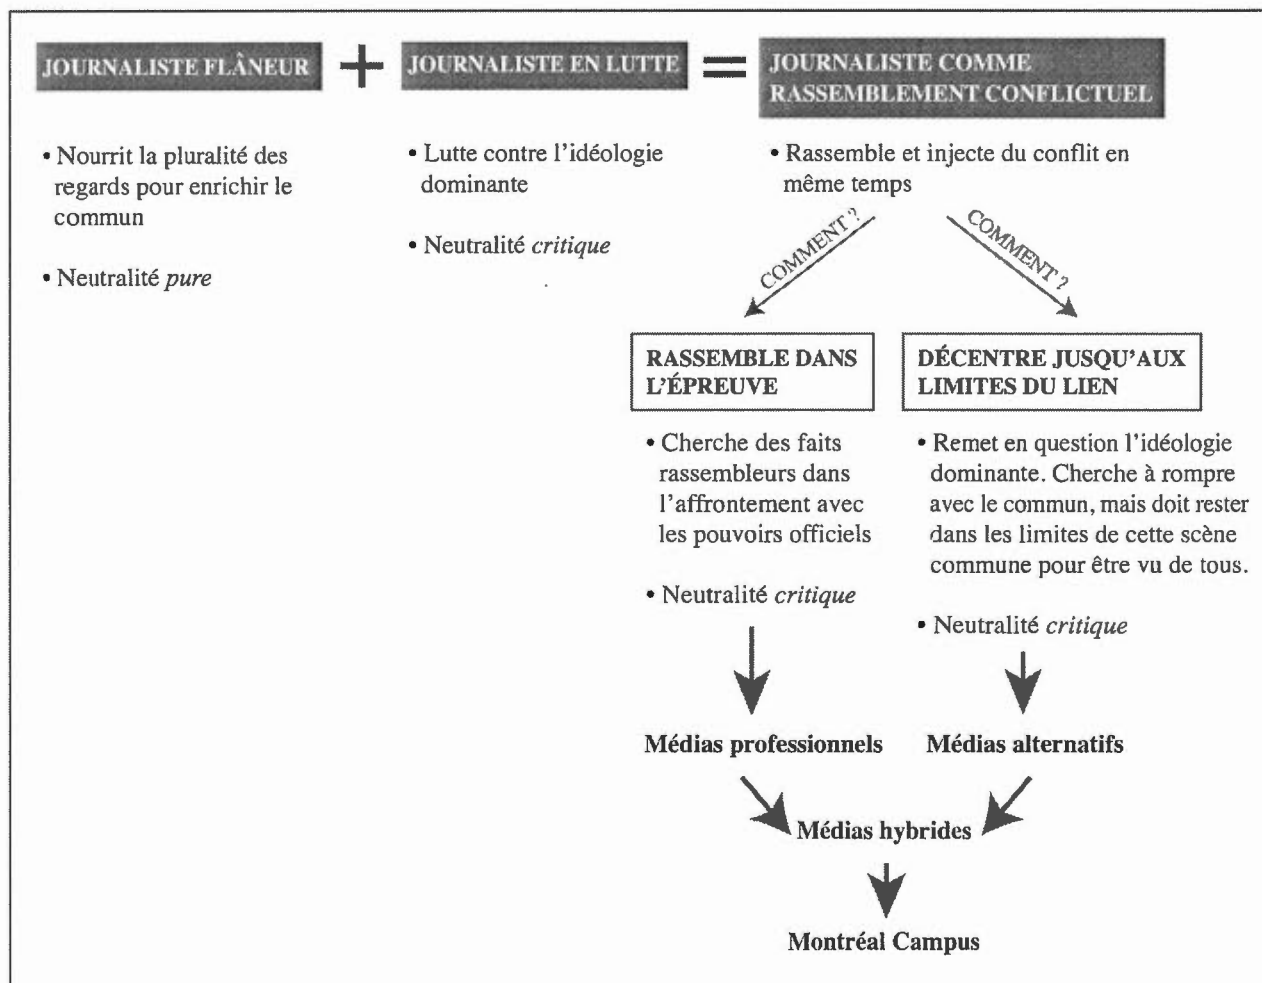 JOURNALISTE FLÂNEUR
+
JOURNALISTE EN LUTTE
=
JOURNALISTE COMME
RASSEMBLEMENT CONFLICTUEL
• Nourrit la pluralité des
regards pour enrichir le
commun
• Neutralité pure
• Lutte contre l'idéologie
dominante
• Neutralité critique
• Rassemble et injecte du conflit en
même temps
COMMENT ?
COMMENT ?
RASSEMBLE DANS
L'ÉPREUVE
• Cherche des faits
rassembleurs dans
l'affrontement avec
les pouvoirs officiels
• Neutralité critique
DÉCENTRE JUSQU'AUX
LIMITES DU LIEN
• Remet en question l'idéologie
dominante. Cherche à rompre
avec le commun, mais doit rester
dans les limites de cette scène
commune pour être vu de tous.
• Neutralité critique
Médias professionnels
Médias alternatifs
Médias hybrides
Montréal Campus